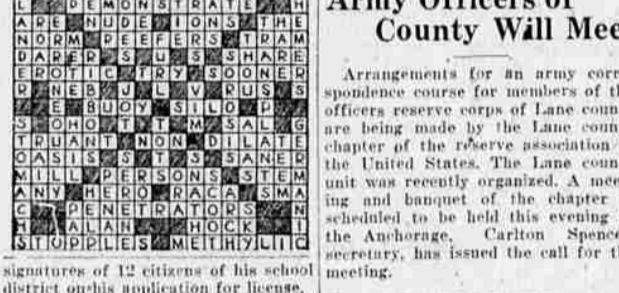 L DEMONSTRATE H
ARE NUDE IONS THE
NORM REEFERS TRAM
DARER S U S SHARE
EROTIC TRY SOONER
R NEB J L V RUS S
E BUOY SILO P
S OHO T T M SAL G
TRUANT NON DILATE
OASIS S T S SANER
MILL PERSONS STEM
ANY HERO RACA SMA
C PENETRATORS N
H ALAN HOCK I
STOPPLES METHYLIC
signatures of 12 citizens of his school
district on his application for license.
Army Officers of
County Will Mee
Arrangements for an army corr
spondence course for members of th
officers reserve corps of Lane coun
are being made by the Lane coun
chapter of the reserve association
the United States. The Lane coun
unit was recently organized. A mee
ing and banquet of the chapter
scheduled to be held this evening
the Anchorage. Carlton Spenc
secretary, has issued the call for th
meeting.